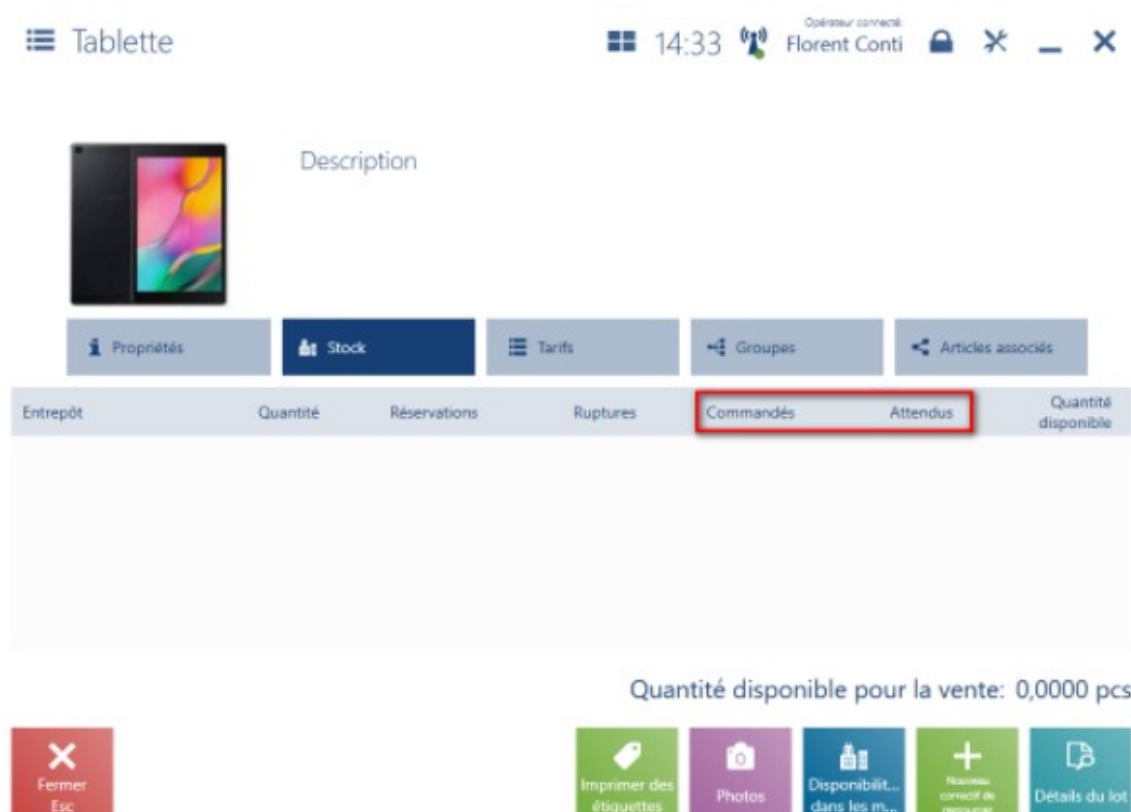 Tablette
14:33
Opérateur connecté
Florent Conti
Description
Propriétés
Stock
Tarifs
Groupes
Articles associés
Entrepôt
Quantité
Réservations
Ruptures
Commandés
Attendus
Quantité
disponible
Quantité disponible pour la vente: 0,0000 pcs
Fermer
Esc
Imprimer des
étiquettes
Photos
Disponibilit...
dans les m...
Nouveau
correctif de
ressource
Détails du lot